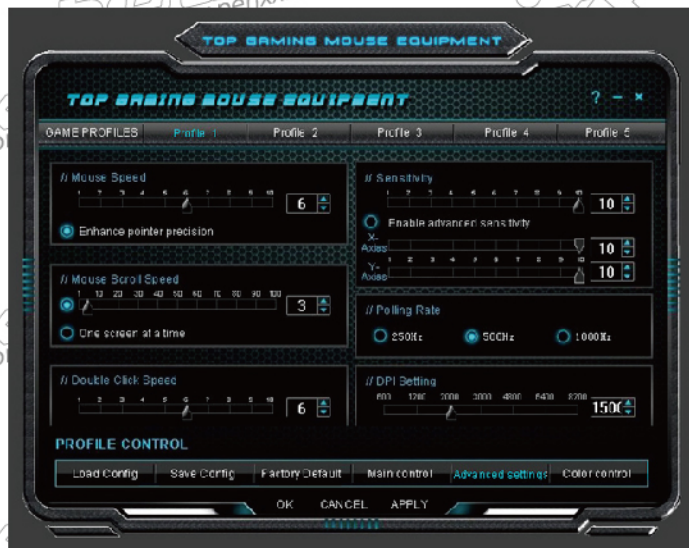 TOP GAMING MOUSE EQUIPMENT
TOP GAMING MOUSE EQUIPMENT
? – ×
GAME PROFILES Profile 1 Profile 2 Profile 3 Profile 4 Profile 5
// Mouse Speed
1 2 3 4 5 6 7 8 9 10
6
Enhance pointer precision
// Mouse Scroll Speed
1 10 20 30 40 50 60 70 80 90 100
3
One screen at a time
// Double Click Speed
1 2 3 4 5 6 7 8 9 10
6
// Sensitivity
1 2 3 4 5 6 7 8 9 10
10
Enable advanced sensitivity
X-Axiss
10
1 2 3 4 5 6 7 8 9 10
Y-Axiss
10
// Polling Rate
250Hz 500Hz 1000Hz
// DPI Setting
600 1200 2000 3000 4800 6400 8200
1500
PROFILE CONTROL
Load Config Save Config Factory Default Main control Advanced settings Color control
OK CANCEL APPLY